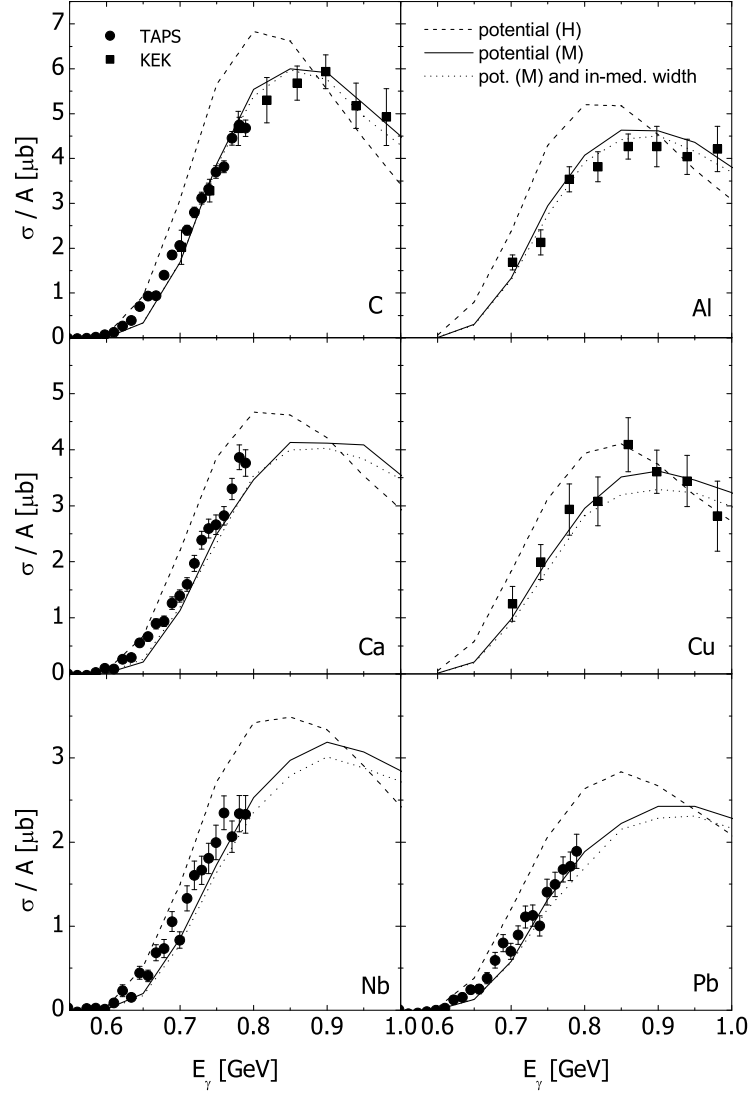 TAPS
KEK
potential (H)
potential (M)
pot. (M) and in-med. width
7
6
5
4
3
2
1
0
σ / A [μb]
C
Al
5
4
3
2
1
0
σ / A [μb]
Ca
Cu
3
2
1
0
σ / A [μb]
Nb
Pb
0.6 0.7 0.8 0.9 1.0 0.6 0.7 0.8 0.9 1.0
E_γ [GeV] E_γ [GeV]